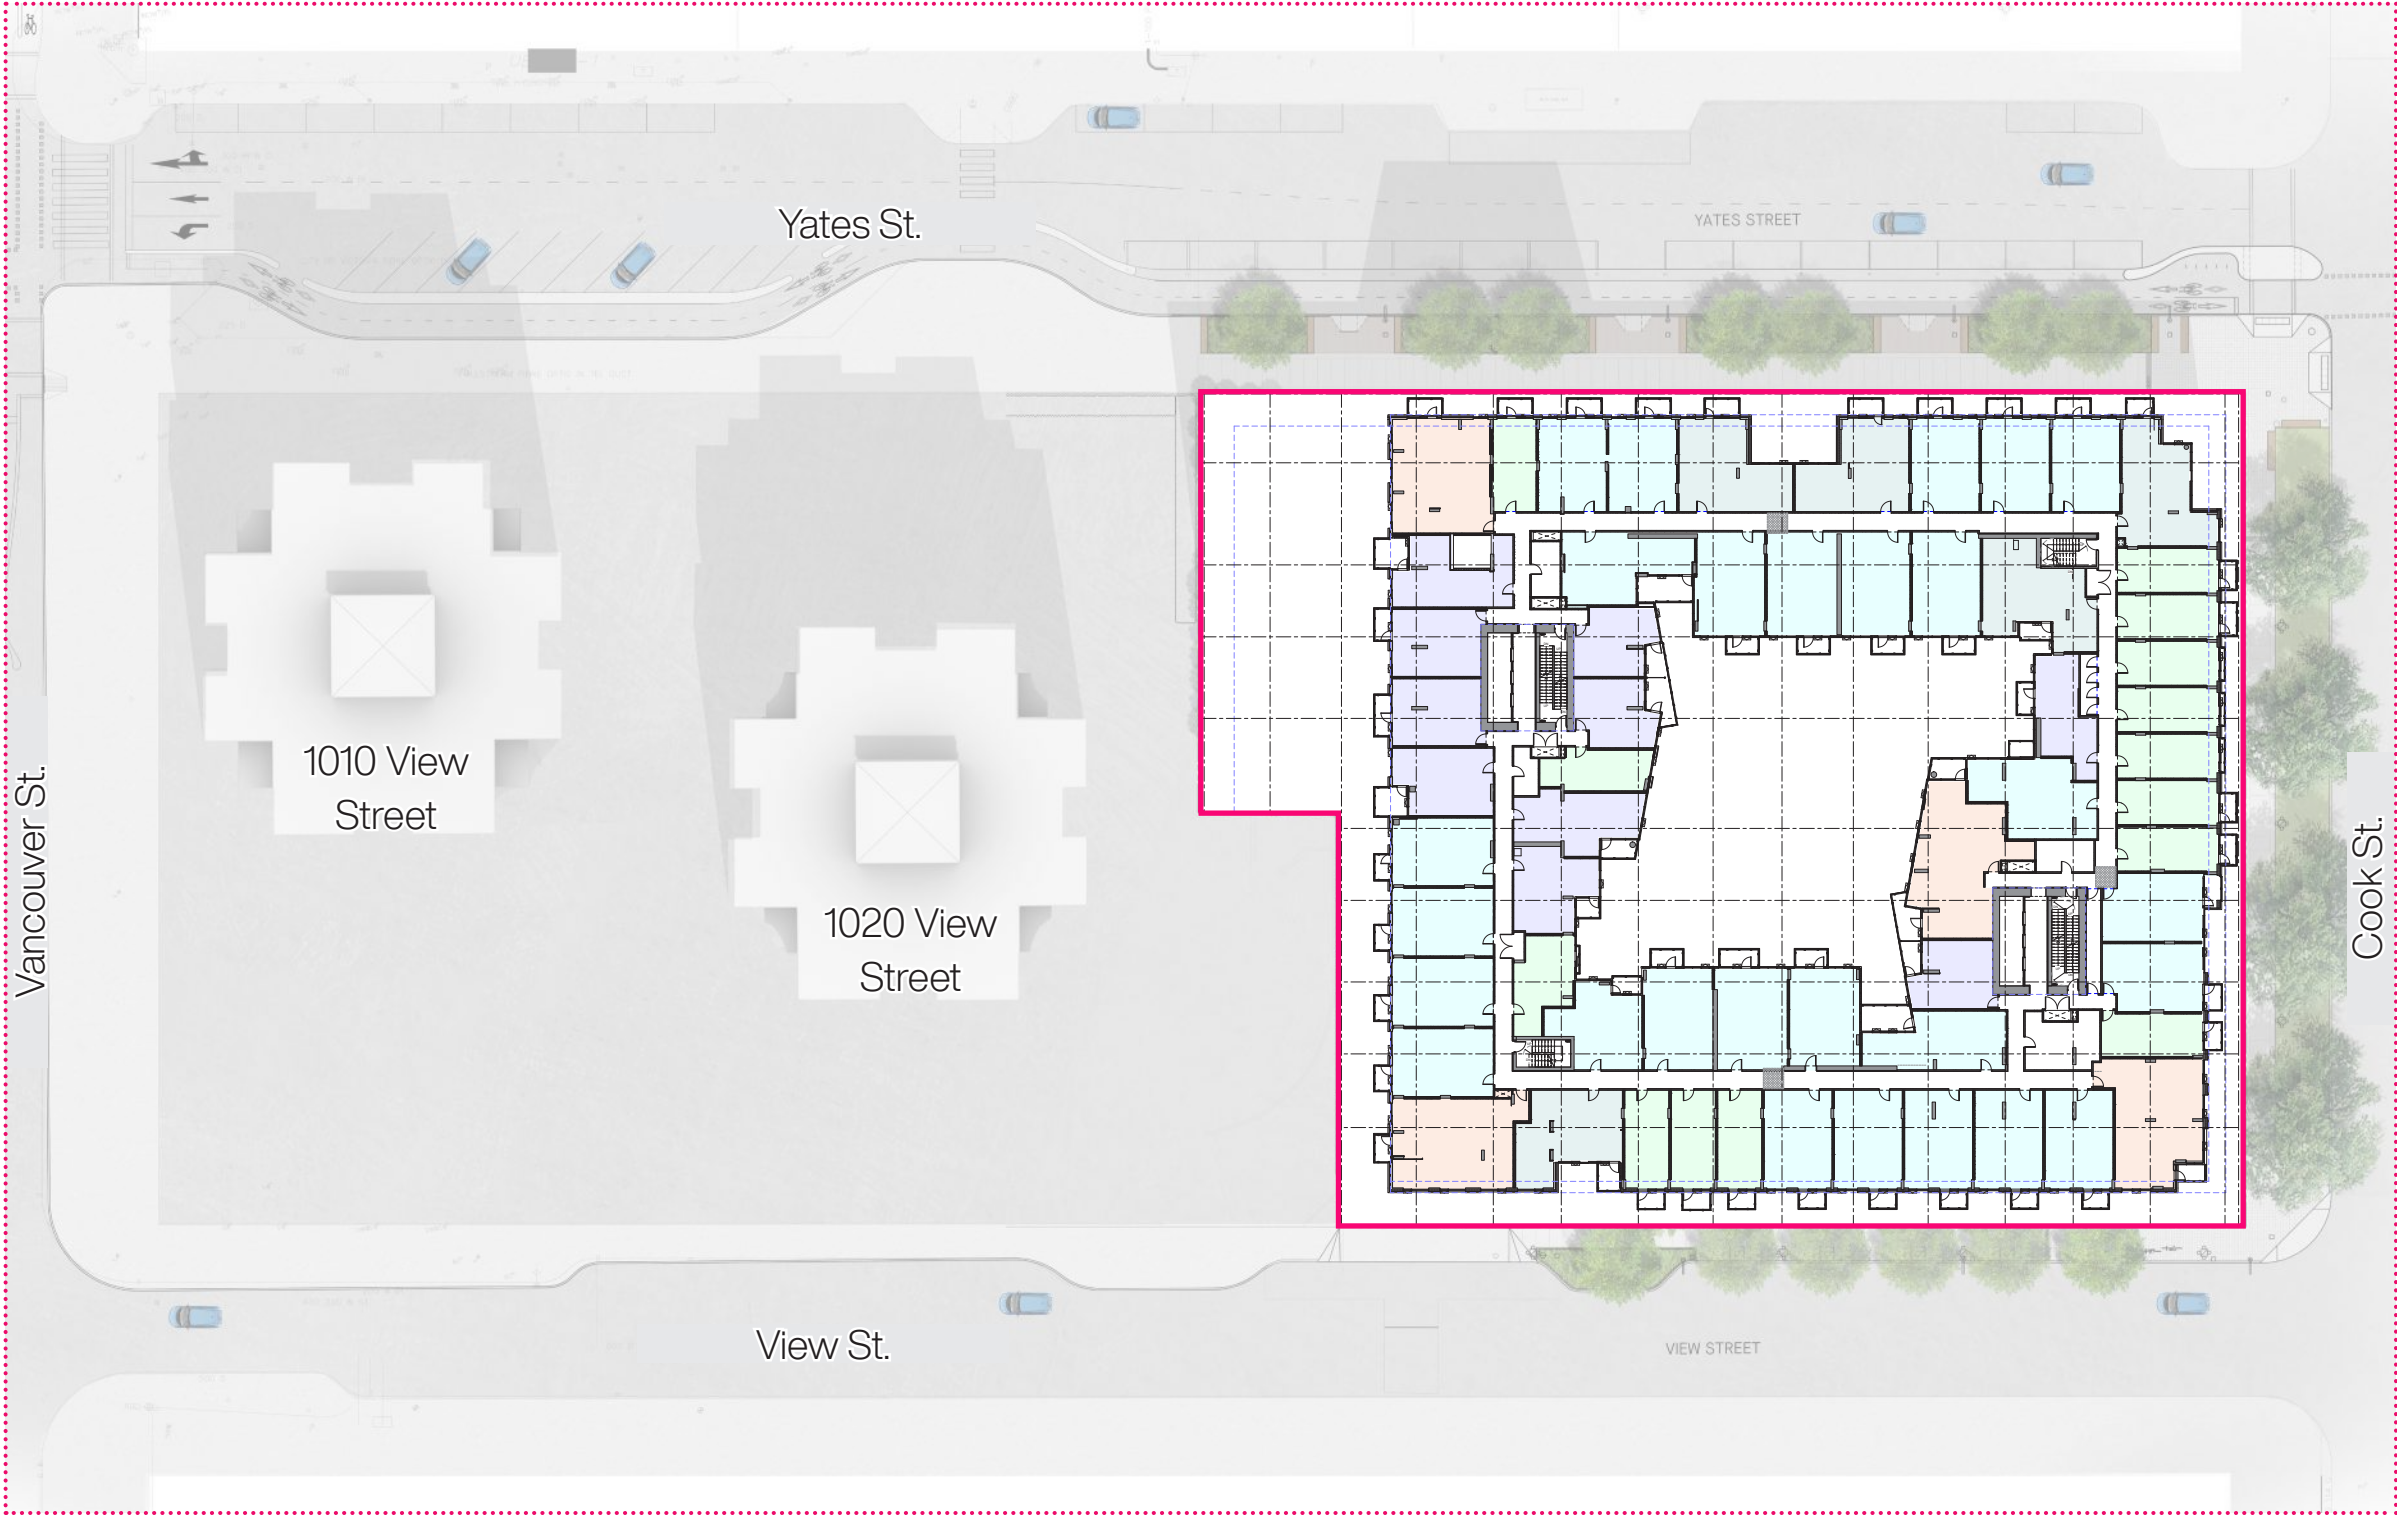 Yates St.
YATES STREET
1010 View
Street
1020 View
Street
Vancouver St.
Cook St.
View St.
VIEW STREET